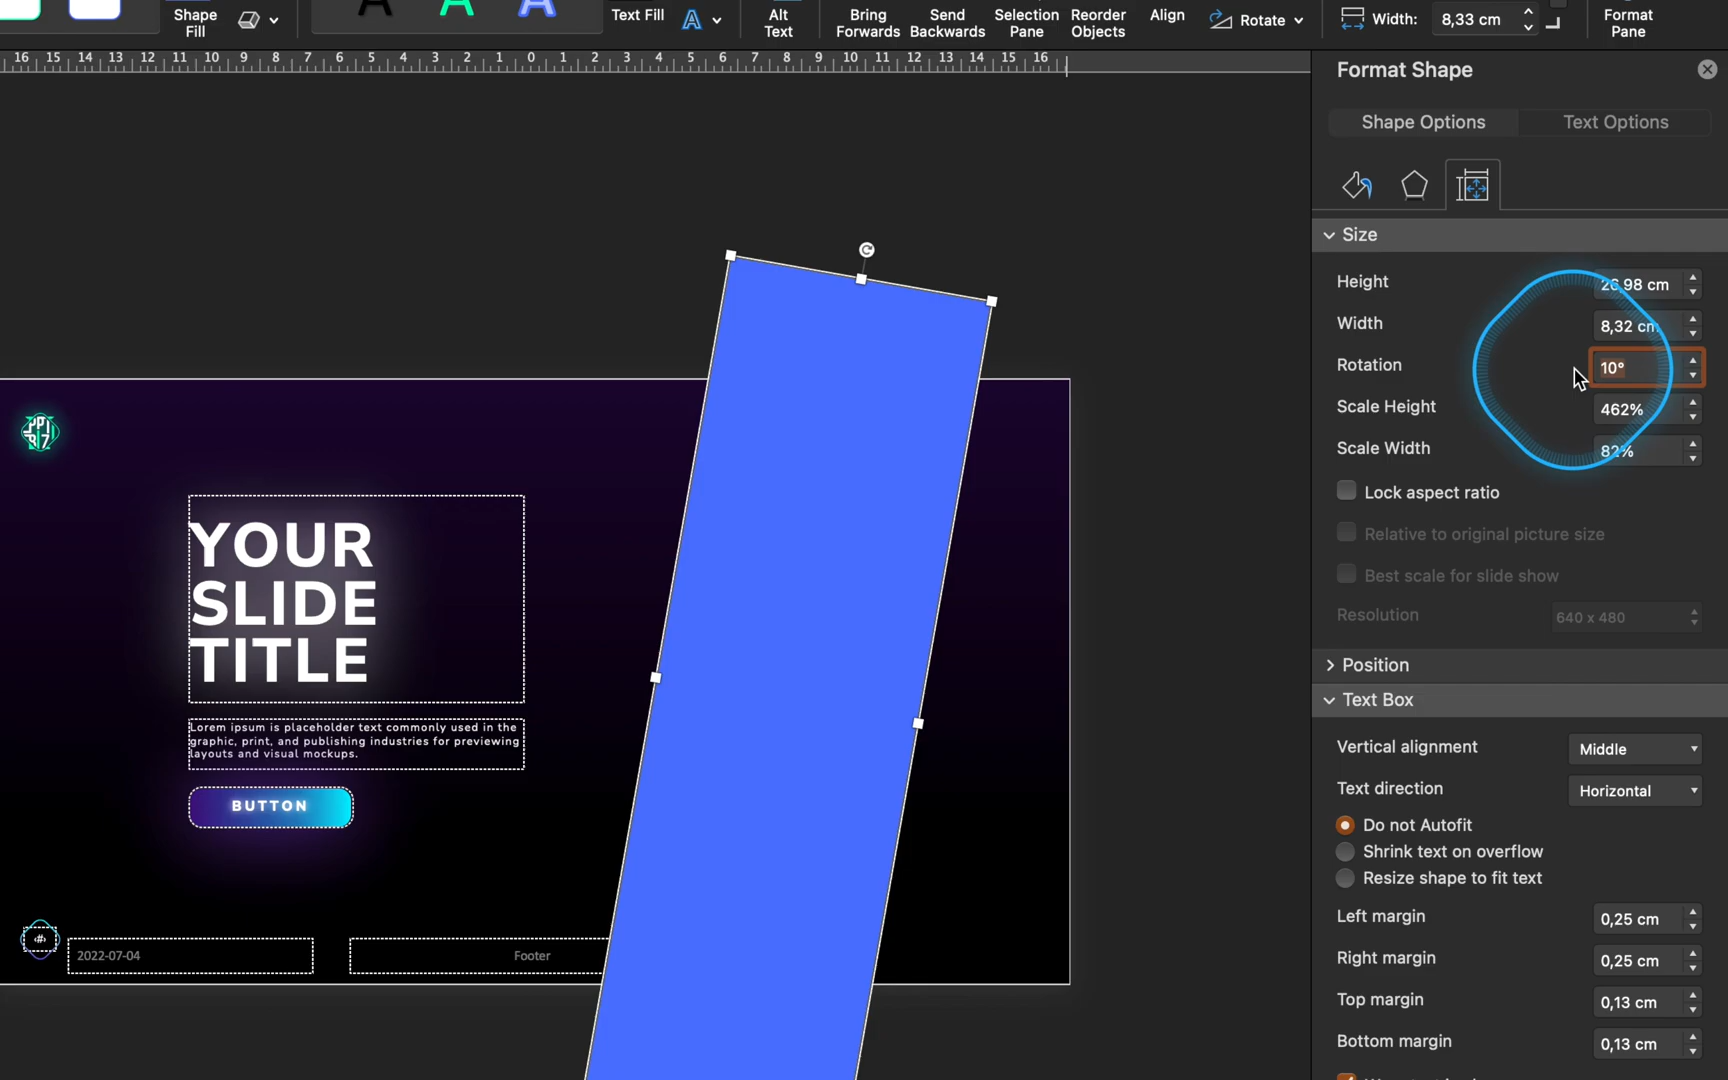 Shape
Fill
A
A
A
Text Fill
A
Alt
Text
Bring
Forwards
Send
Backwards
Selection
Pane
Reorder
Objects
Align
Rotate
Width:
8,33 cm
Format
Pane
16 15 14 13 12 11 10 9 8 7 6 5 4 3 2 1 0 1 2 3 4 5 6 7 8 9 10 11 12 13 14 15 16
Format Shape
Shape Options
Text Options
Size
Height
26,98 cm
Width
8,32 cm
Rotation
10°
Scale Height
462%
Scale Width
82%
Lock aspect ratio
Relative to original picture size
Best scale for slide show
Resolution
640 x 480
Position
Text Box
Vertical alignment
Middle
Text direction
Horizontal
Do not Autofit
Shrink text on overflow
Resize shape to fit text
Left margin
0,25 cm
Right margin
0,25 cm
Top margin
0,13 cm
Bottom margin
0,13 cm
YOUR
SLIDE
TITLE
Lorem ipsum is placeholder text commonly used in the
graphic, print, and publishing industries for previewing
layouts and visual mockups.
BUTTON
2022-07-04
Footer